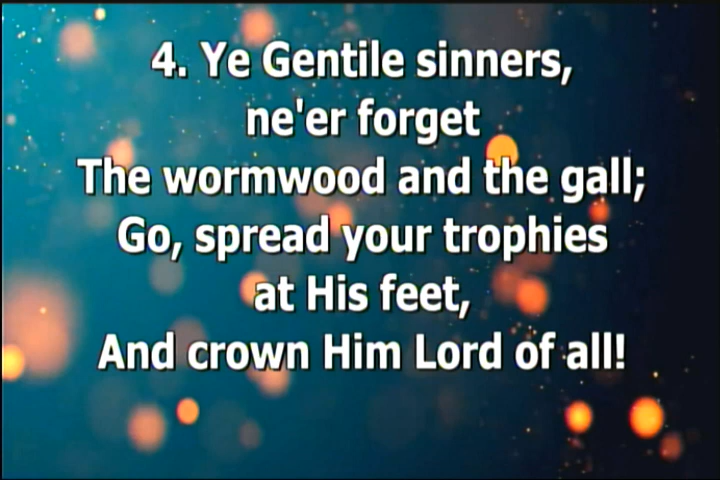 4. Ye Gentile sinners,
ne'er forget
The wormwood and the gall;
Go, spread your trophies
at His feet,
And crown Him Lord of all!